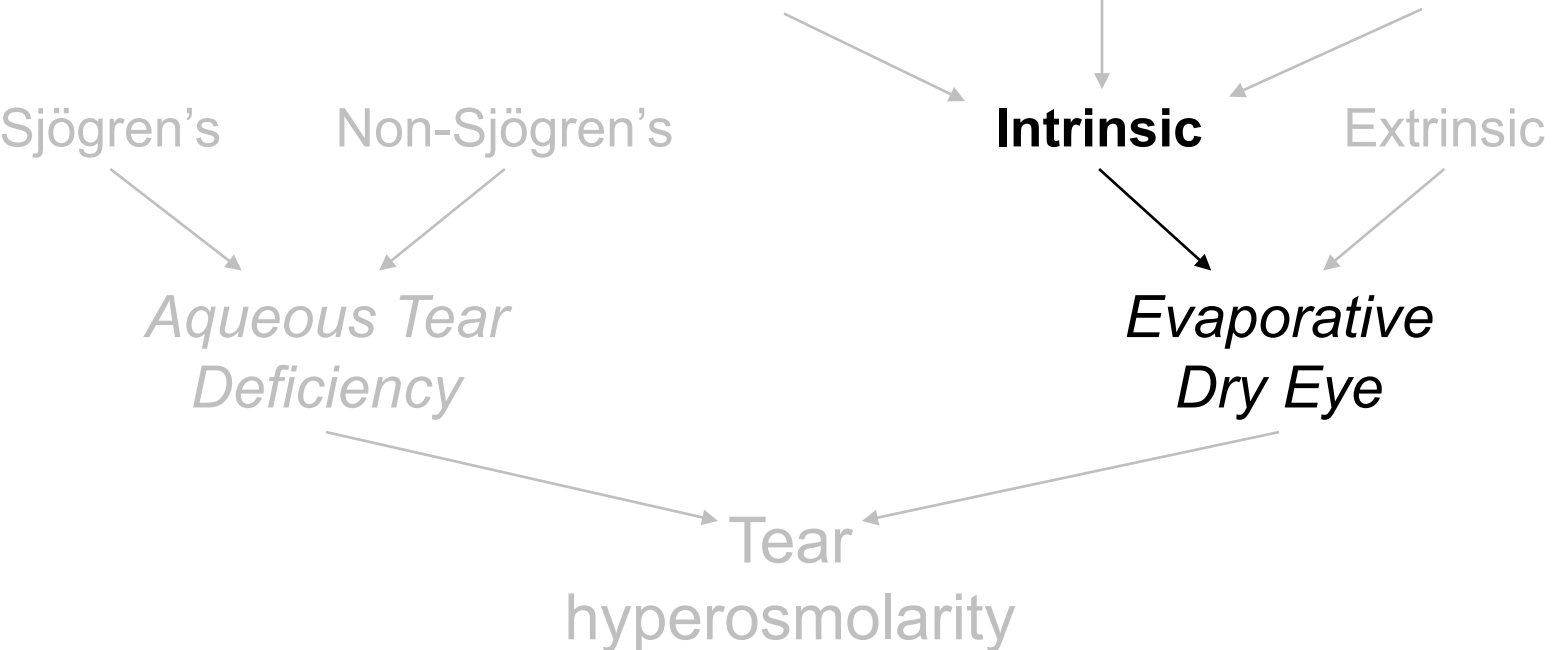 Sjögren’s Non-Sjögren’s Intrinsic Extrinsic
Aqueous Tear
Deficiency
Evaporative
Dry Eye
Tear
hyperosmolarity